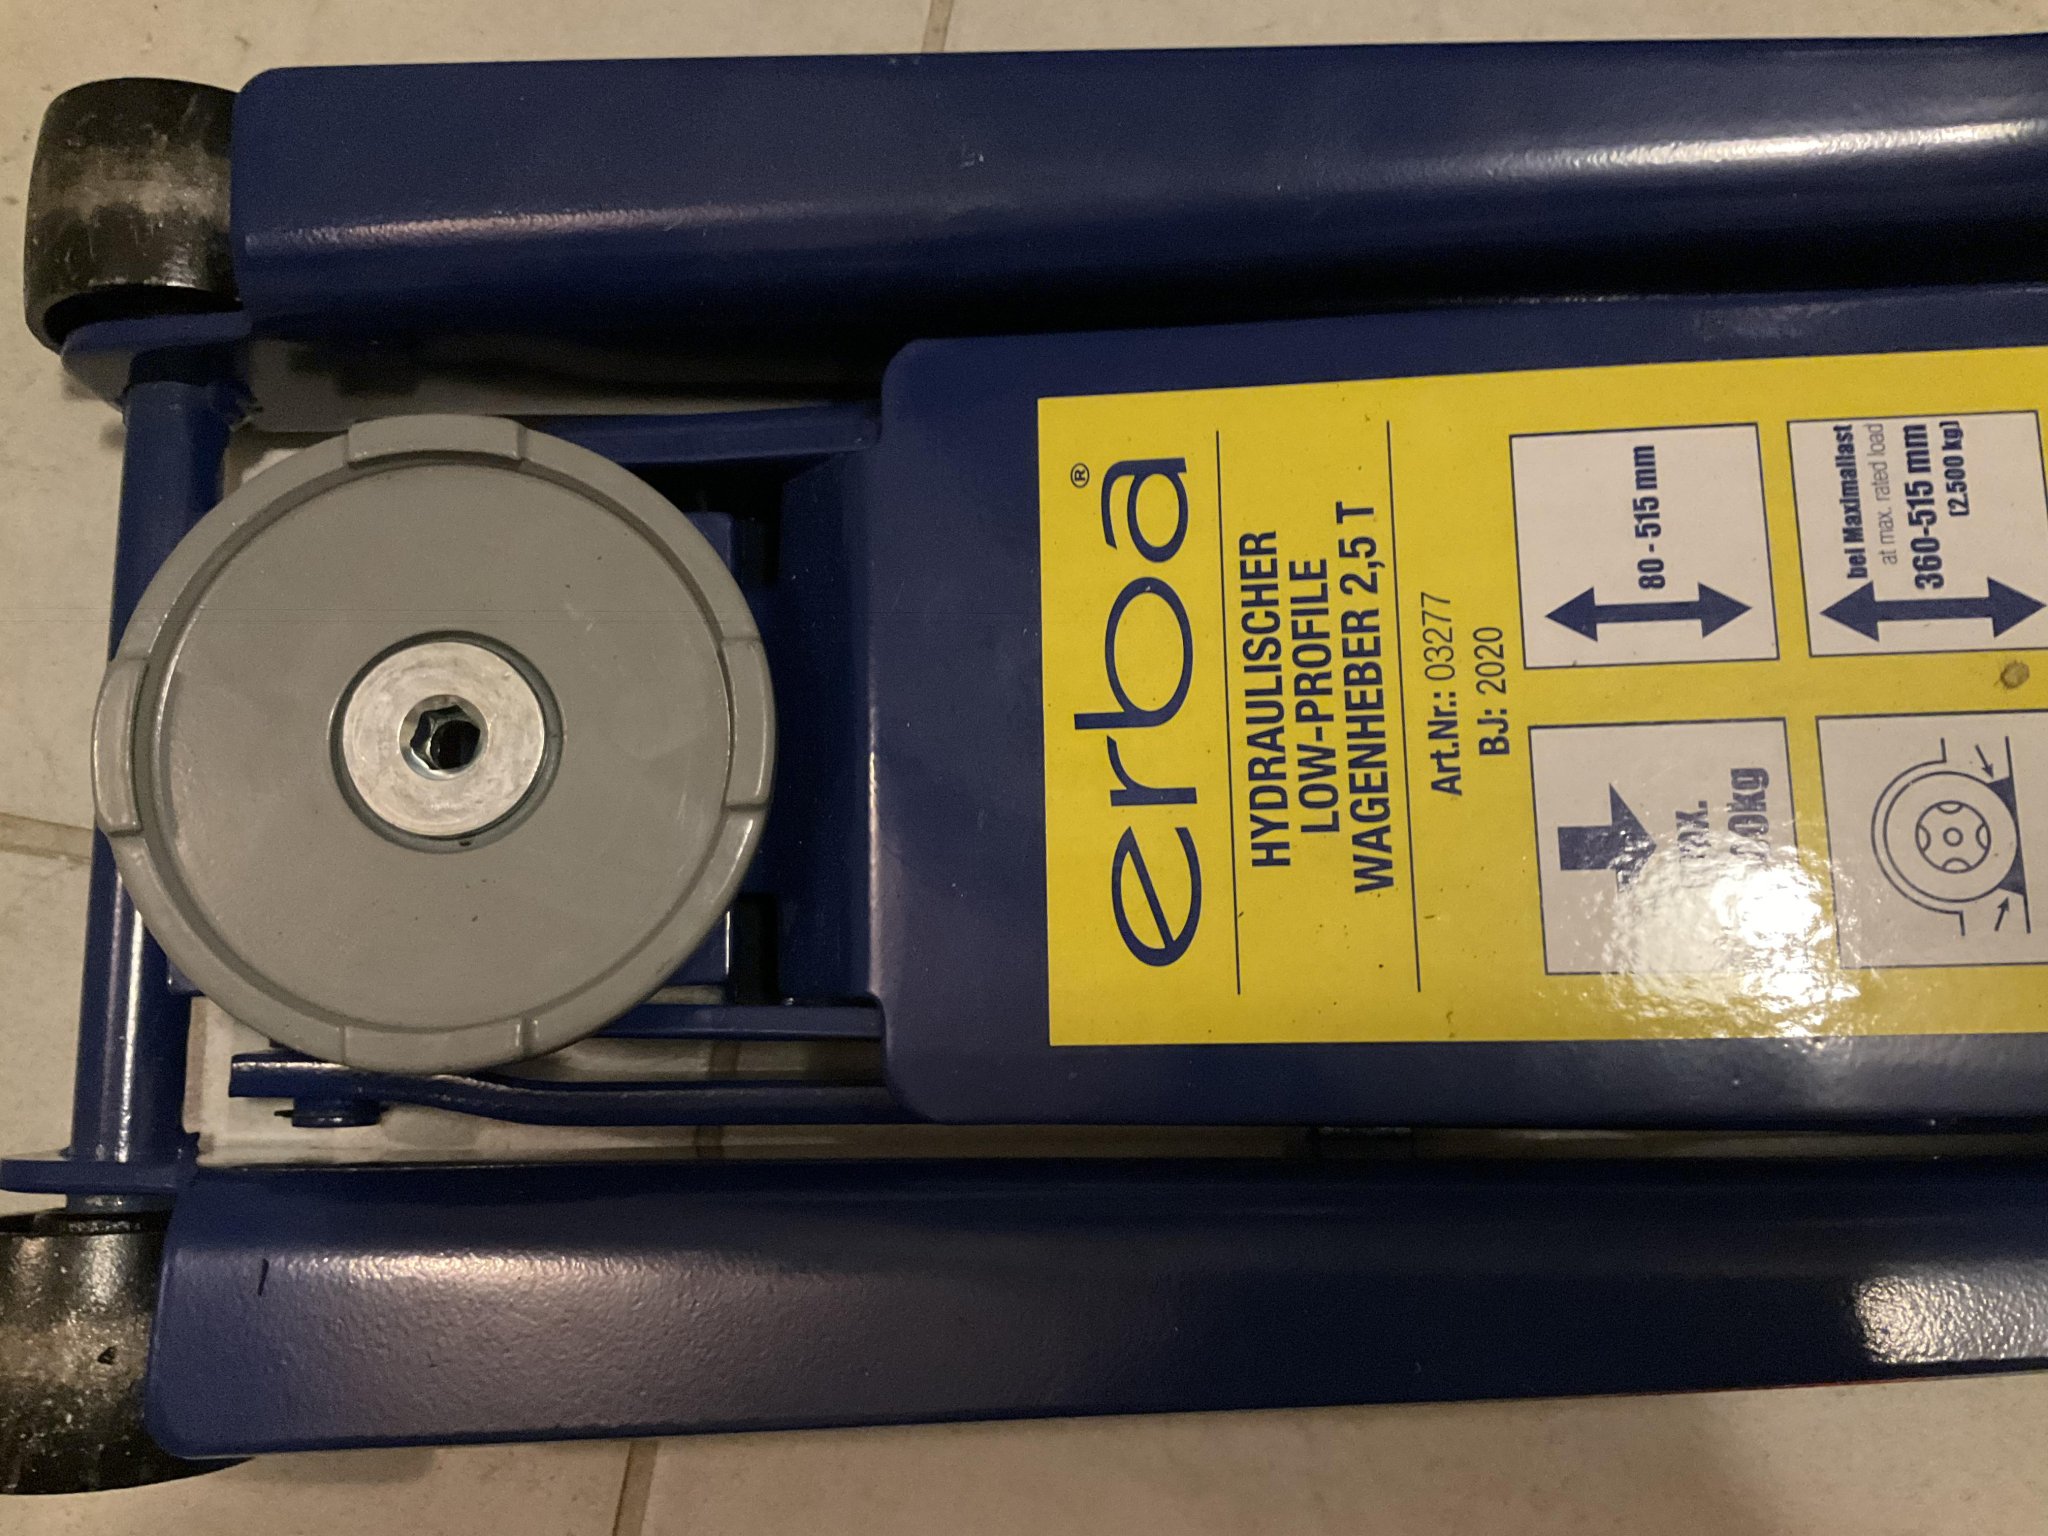 erba®
HYDRAULISCHER
LOW-PROFILE
WAGENHEBER 2,5 T
Art.Nr.: 03277
BJ: 2020
80 - 515 mm
bei Maximallast
at max. rated load
360-515 mm
(2.500 kg)